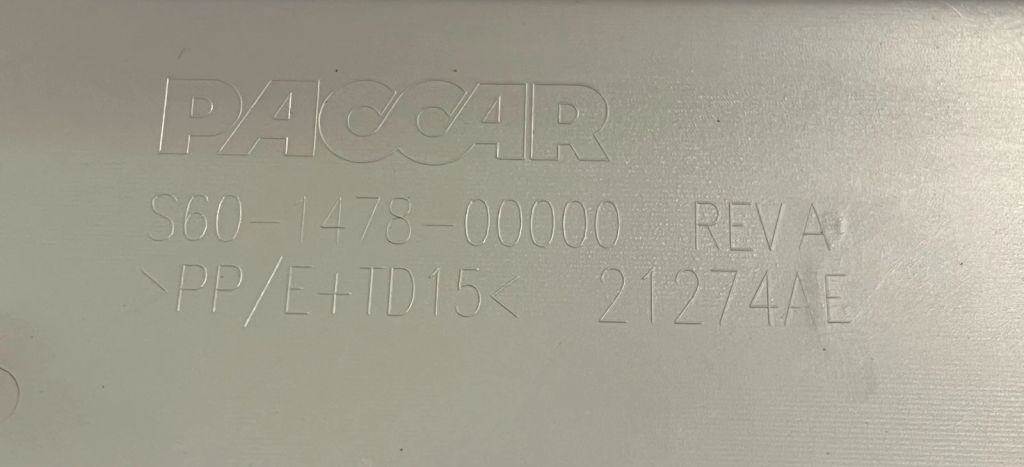 PACCAR
S60-1478-00000 REV A
>PP/E+TD15< 21274AE